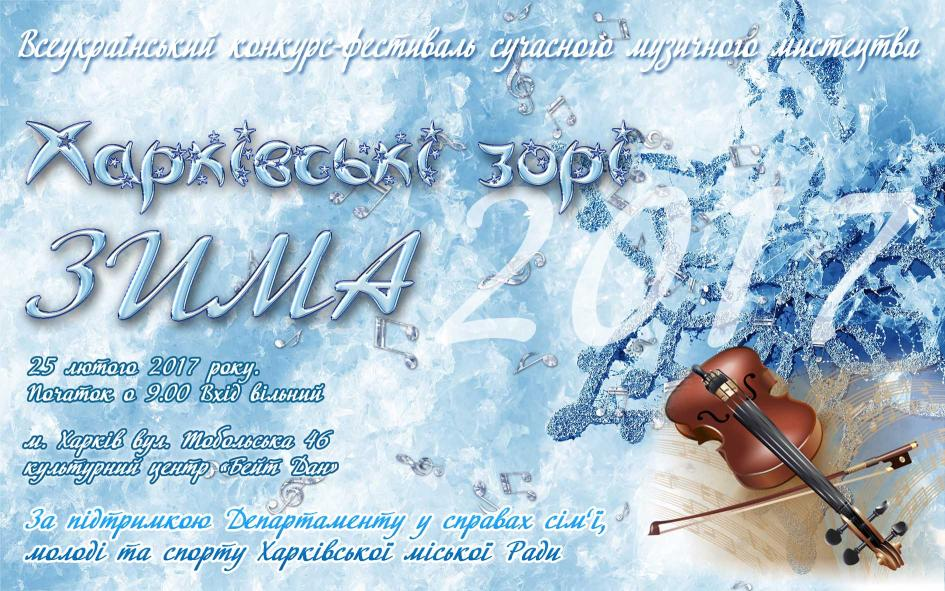 Всеукраїнський конкурс-фестиваль сучасного музичного мистецтва
Харківські зорі
ЗИМА 2017
25 лютого 2017 року.
Початок о 9.00 Вхід вільний
м. Харків вул. Тобольська 46
культурний центр «Бейт Дан»
За підтримкою Департаменту у справах сім'ї,
молоді та спорту Харківської міської Ради